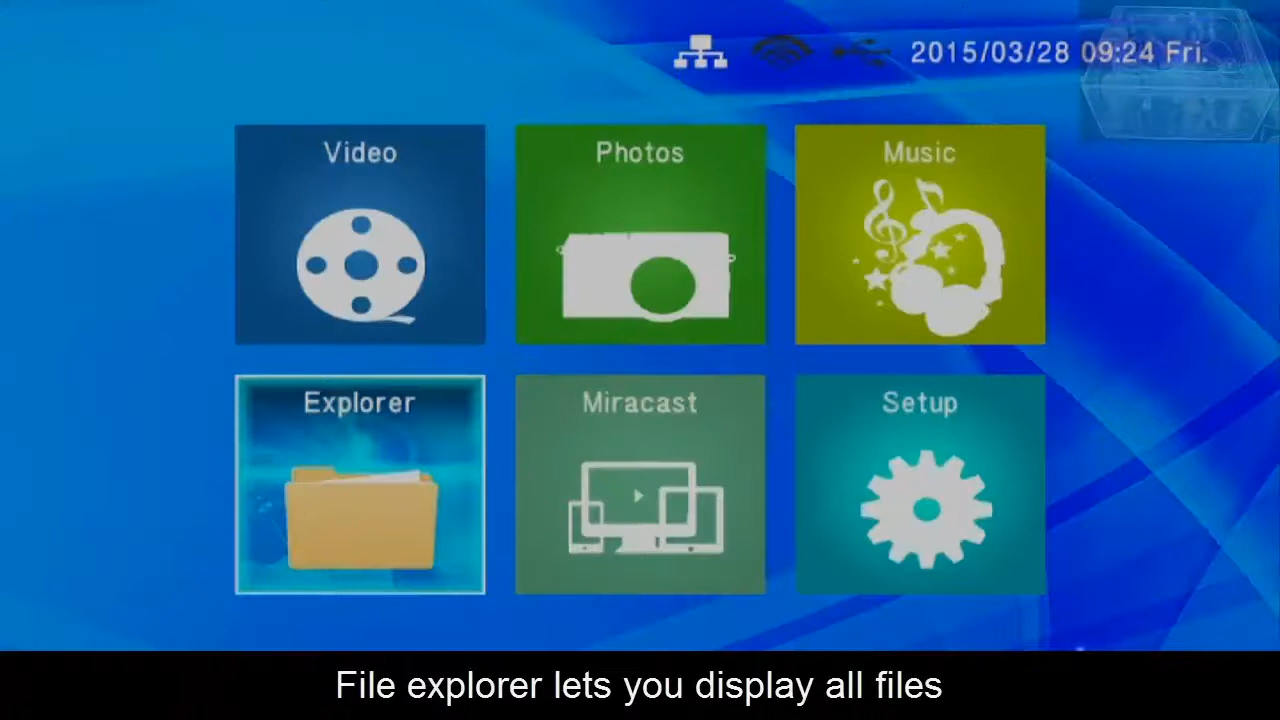 2015/03/28 09:24 Fri.
Video
Photos
Music
Explorer
Miracast
Setup
File explorer lets you display all files